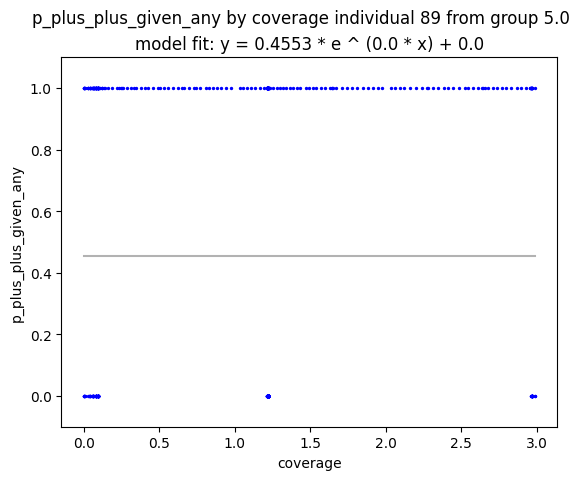 p_plus_plus_given_any by coverage individual 89 from group 5.0
model fit: y = 0.4553 * e ^ (0.0 * x) + 0.0
1.0
0.8
0.6
0.4
0.2
0.0
p_plus_plus_given_any
0.0 0.5 1.0 1.5 2.0 2.5 3.0
coverage